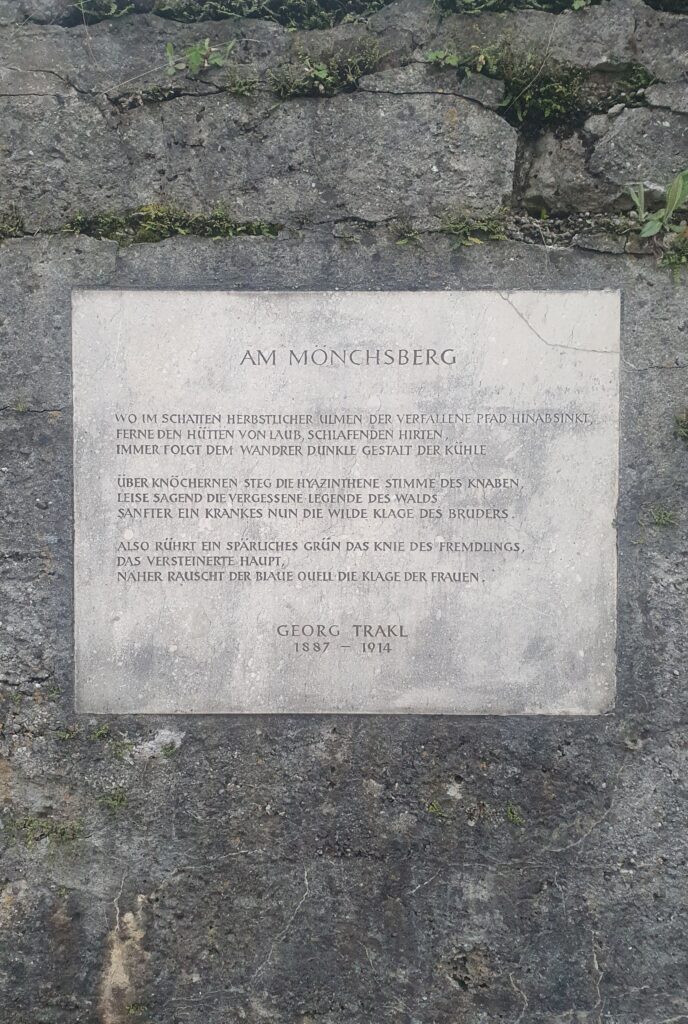 AM MÖNCHSBERG
WO IM SCHATTEN HERBSTLICHER ULMEN DER VERFALLENE PFAD HINABSINKT,
FERNE DEN HÜTTEN VON LAUB, SCHLAFENDEN HIRTEN,
IMMER FOLGT DEM WANDRER DUNKLE GESTALT DER KÜHLE
ÜBER KNÖCHERNEN STEG DIE HYAZINTHENE STIMME DES KNABEN,
LEISE SAGEND DIE VERGESSENE LEGENDE DES WALDS
SANFTER EIN KRANKES NUN DIE WILDE KLAGE DES BRUDERS.
ALSO RÜHRT EIN SPÄRLICHES GRÜN DAS KNIE DES FREMDLINGS,
DAS VERSTEINERTE HAUPT,
NÄHER RAUSCHT DER BLAUE QUELL DIE KLAGE DER FRAUEN.
GEORG TRAKL
1887 – 1914